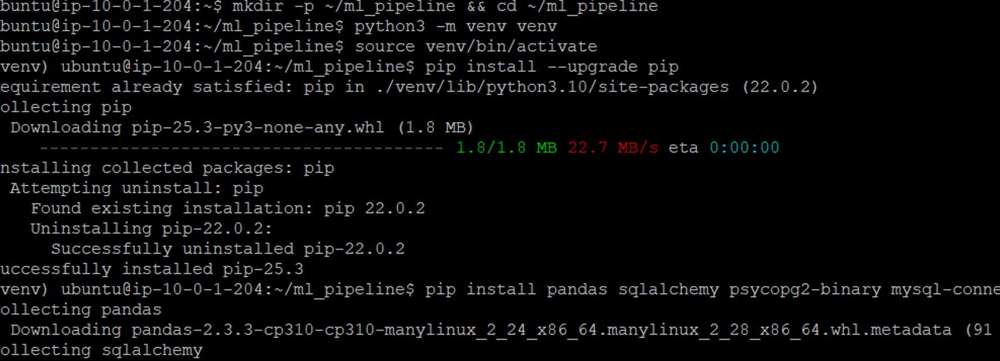 buntu@ip-10-0-1-204:~$ mkdir -p ~/ml_pipeline && cd ~/ml_pipeline
buntu@ip-10-0-1-204:~/ml_pipeline$ python3 -m venv venv
buntu@ip-10-0-1-204:~/ml_pipeline$ source venv/bin/activate
venv) ubuntu@ip-10-0-1-204:~/ml_pipeline$ pip install --upgrade pip
equirement already satisfied: pip in ./venv/lib/python3.10/site-packages (22.0.2)
ollecting pip
 Downloading pip-25.3-py3-none-any.whl (1.8 MB)
    ---------------------------------------- 1.8/1.8 MB 22.7 MB/s eta 0:00:00
nstalling collected packages: pip
 Attempting uninstall: pip
   Found existing installation: pip 22.0.2
   Uninstalling pip-22.0.2:
     Successfully uninstalled pip-22.0.2
uccessfully installed pip-25.3
venv) ubuntu@ip-10-0-1-204:~/ml_pipeline$ pip install pandas sqlalchemy psycopg2-binary mysql-conne
ollecting pandas
 Downloading pandas-2.3.3-cp310-cp310-manylinux_2_24_x86_64.manylinux_2_28_x86_64.whl.metadata (91
ollecting sqlalchemy